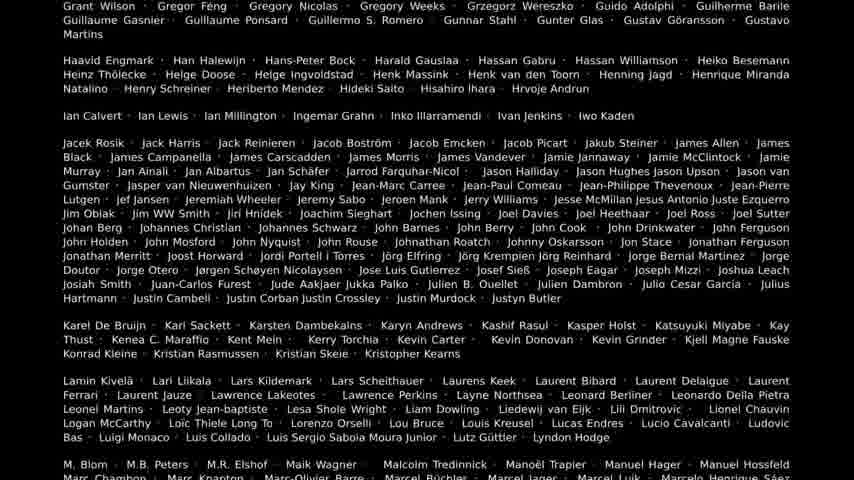 Grant Wilson · Gregor Feng · Gregory Nicolas · Gregory Weeks · Grzegorz Wereszko · Guido Adolphi · Guilherme Barile
Guillaume Gasnier · Guillaume Ponsard · Guillermo S. Romero · Gunnar Stahl · Gunter Glas · Gustav Göransson · Gustavo
Martins
Haavid Engmark · Han Halewijn · Hans-Peter Bock · Harald Gauslaa · Hassan Gabru · Hassan Williamson · Heiko Besemann
Heinz Thölecke · Helge Doose · Helge Ingvoldstad · Henk Massink · Henk van den Toorn · Henning Jagd · Henrique Miranda
Natalino · Henry Schreiner · Heriberto Mendez · Hideki Saito · Hisahiro Ihara · Hrvoje Andrun
Ian Calvert · Ian Lewis · Ian Millington · Ingemar Grahn · Inko Illarramendi · Ivan Jenkins · Iwo Kaden
Jacek Rosik · Jack Harris · Jack Reinieren · Jacob Boström · Jacob Emcken · Jacob Picart · Jakub Steiner · James Allen · James
Black · James Campanella · James Carscadden · James Morris · James Vandever · Jamie Jannaway · Jamie McClintock · Jamie
Murray · Jan Ainali · Jan Albartus · Jan Schäfer · Jarrod Farquhar-Nicol · Jason Halliday · Jason Hughes Jason Upson · Jason van
Gumster · Jasper van Nieuwenhuizen · Jay King · Jean-Marc Carree · Jean-Paul Comeau · Jean-Philippe Thevenoux · Jean-Pierre
Lutgen · Jef Jansen · Jeremiah Wheeler · Jeremy Sabo · Jeroen Mank · Jerry Williams · Jesse McMillan Jesus Antonio Juste Ezquerro
Jim Obiak · Jim WW Smith · Jirí Hnídek · Joachim Sieghart · Jochen Issing · Joel Davies · Joel Heethaar · Joel Ross · Joel Sutter
Johan Berg · Johannes Christian · Johannes Schwarz · John Barnes · John Berry · John Cook · John Drinkwater · John Ferguson
John Holden · John Mosford · John Nyquist · John Rouse · Johnathan Roatch · Johnny Oskarsson · Jon Stace · Jonathan Ferguson
Jonathan Merritt · Joost Horward · Jordi Portell i Torres · Jörg Elfring · Jörg Krempien Jörg Reinhard · Jorge Bernal Martinez · Jorge
Doutor · Jorge Otero · Jørgen Schøyen Nicolaysen · Jose Luis Gutierrez · Josef Sieß · Joseph Eagar · Joseph Mizzi · Joshua Leach
Josiah Smith · Juan-Carlos Furest · Jude Aakjaer Jukka Palko · Julien B. Ouellet · Julien Dambron · Julio Cesar García · Julius
Hartmann · Justin Cambell · Justin Corban Justin Crossley · Justin Murdock · Justyn Butler
Karel De Bruijn · Karl Sackett · Karsten Dambekalns · Karyn Andrews · Kashif Rasul · Kasper Holst · Katsuyuki Miyabe · Kay
Thust · Kenea C. Maraffio · Kent Mein · Kerry Torchia · Kevin Carter · Kevin Donovan · Kevin Grinder · Kjell Magne Fauske
Konrad Kleine · Kristian Rasmussen · Kristian Skeie · Kristopher Kearns
Lamin Kivelä · Lari Liikala · Lars Kildemark · Lars Scheithauer · Laurens Keek · Laurent Bibard · Laurent Delaigue · Laurent
Ferrari · Laurent Jauze · Lawrence Lakeotes · Lawrence Perkins · Layne Northsea · Leonard Berliner · Leonardo Della Pietra
Leonel Martins · Leoty Jean-baptiste · Lesa Shole Wright · Liam Dowling · Liedewij van Eijk · Lili Dmitrovic · Lionel Chauvin
Logan McCarthy · Loïc Thiele Long To · Lorenzo Orselli · Lou Bruce · Louis Kreusel · Lucas Endres · Lucio Cavalcanti · Ludovic
Bas · Luigi Monaco · Luis Collado · Luis Sergio Saboia Moura Junior · Lutz Güttler · Lyndon Hodge
M. Blom · M.B. Peters · M.R. Elshof · Maik Wagner · Malcolm Tredinnick · Manoël Trapier · Manuel Hager · Manuel Hossfeld
Marc Chambon · Marc Knapton · Marc-Olivier Barre · Marcel Büchler · Marcel Jager · Marcel Luik · Marcelo Henrique Sáez